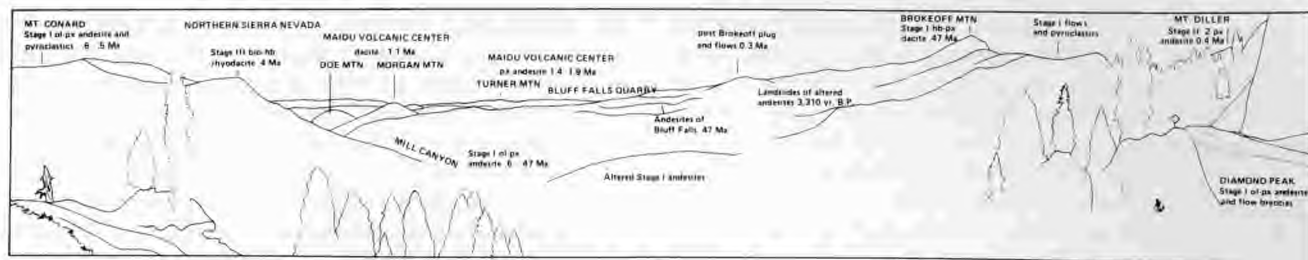 MT. CONARD
Stage I ol-px andesite and
pyroclastics .6 .5 Ma
NORTHERN SIERRA NEVADA
Stage III bio-hb
rhyodacite .4 Ma
MAIDU VOLCANIC CENTER
dacite 1.1 Ma
DOE MTN
MORGAN MTN
MAIDU VOLCANIC CENTER
px andesite 1.4 1.9 Ma
TURNER MTN
BLUFF FALLS QUARRY
MILL CANYON
Stage I ol-px
andesite .6 .47 Ma
Altered Stage I andesites
Andesites of
Bluff Falls .47 Ma
post Brokeoff plug
and flows 0.3 Ma
Landslides of altered
andesites 3,310 yr. B.P.
BROKEOFF MTN
Stage I hb-px
dacite .47 Ma
Stage I flows
and pyroclastics
MT. DILLER
Stage II 2 px
andesite 0.4 Ma
DIAMOND PEAK
Stage I ol-px andesite
and flow breccias